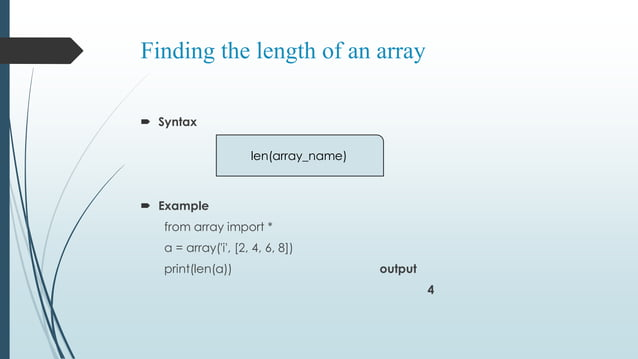 Finding the length of an array
Syntax
len(array_name)
Example
from array import *
a = array('i', [2, 4, 6, 8])
print(len(a)) output
4